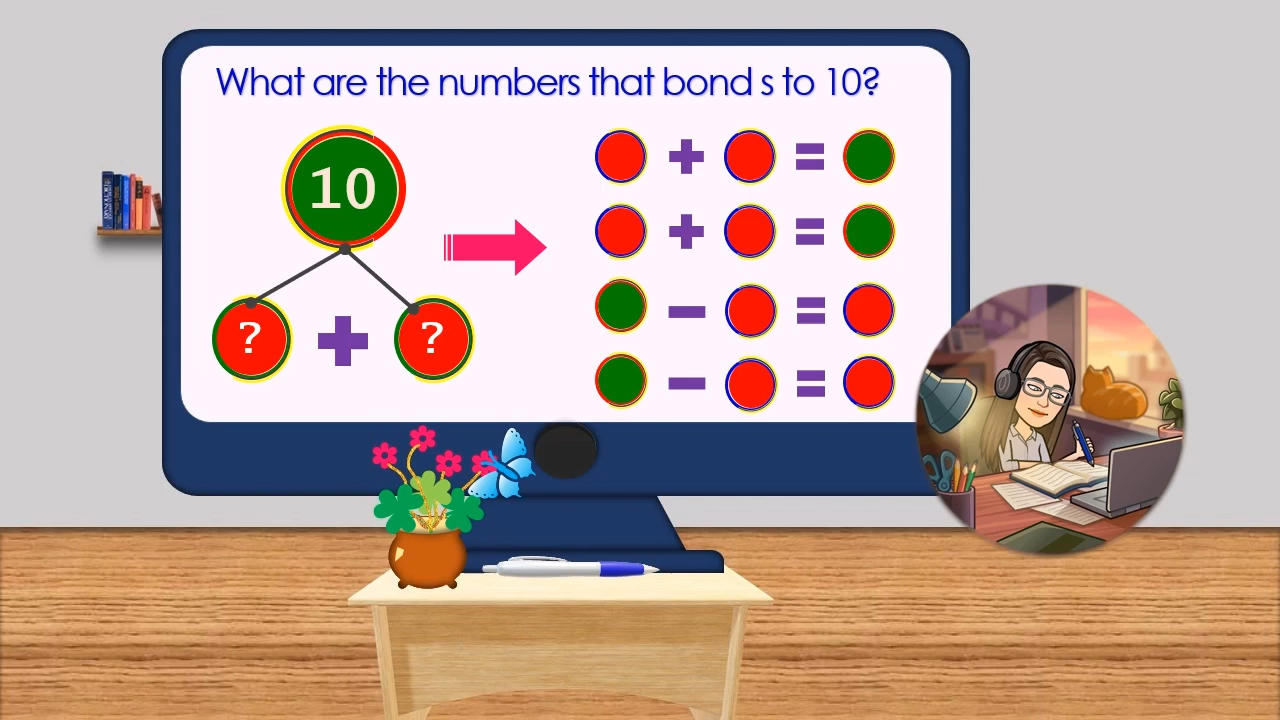 What are the numbers that bond s to 10?
10
? + ?
+ =
+ =
- =
- =